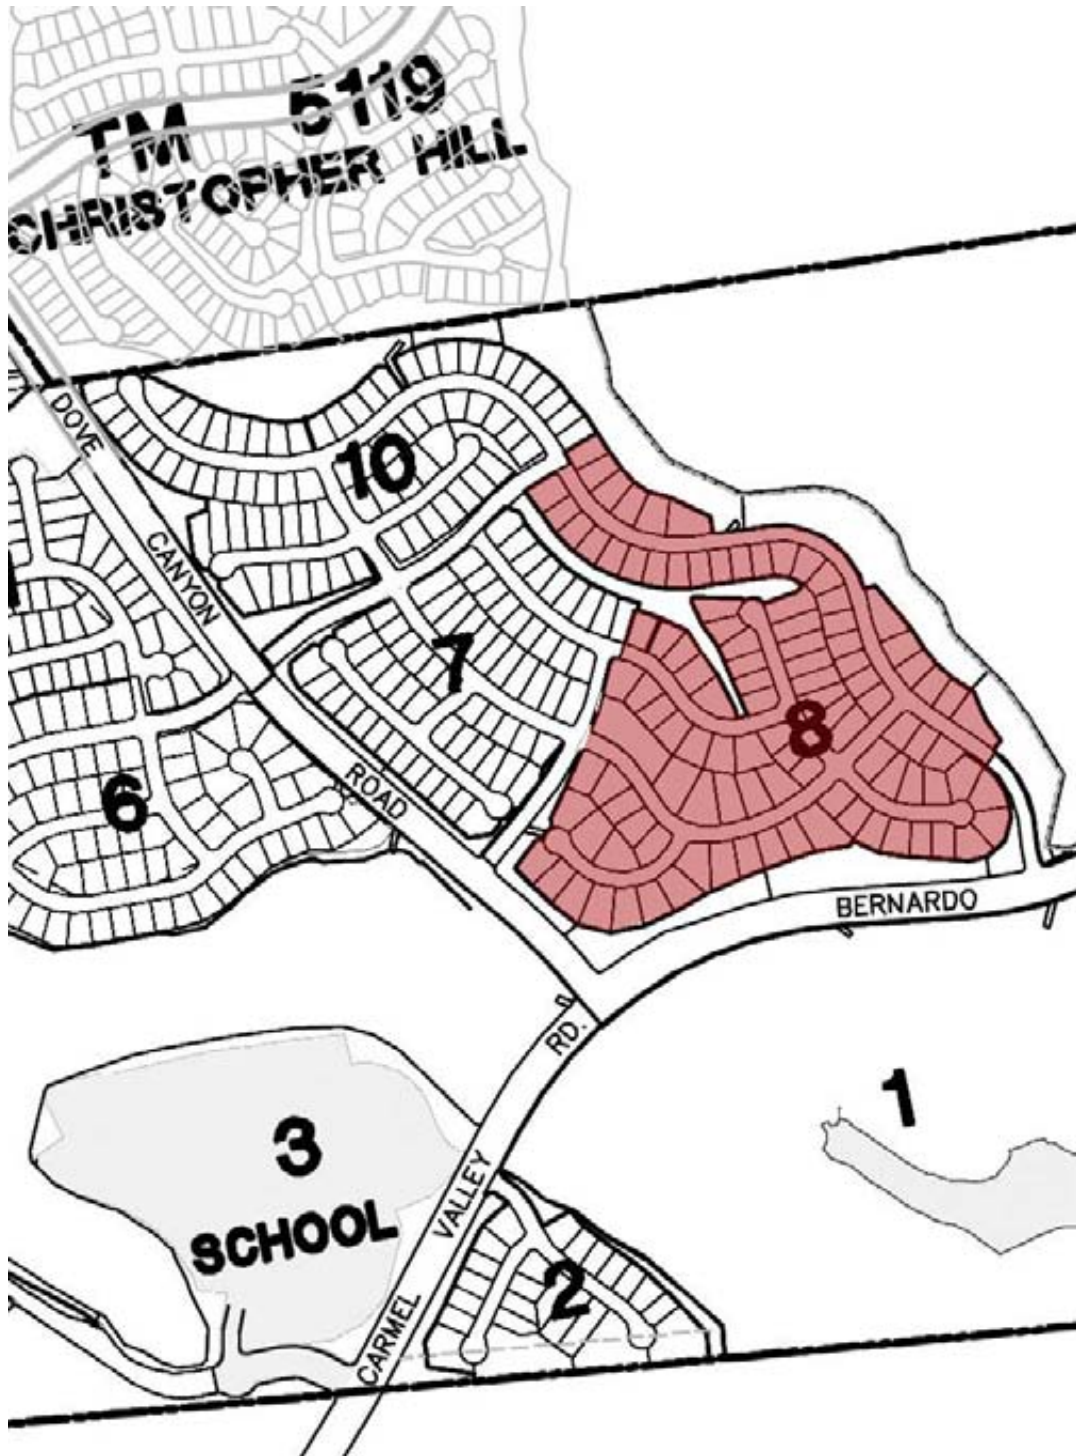 TM 5119
CHRISTOPHER HILL
DOVE
CANYON
ROAD
10
7
8
6
BERNARDO
RD.
1
3
SCHOOL
VALLEY
2
CARMEL